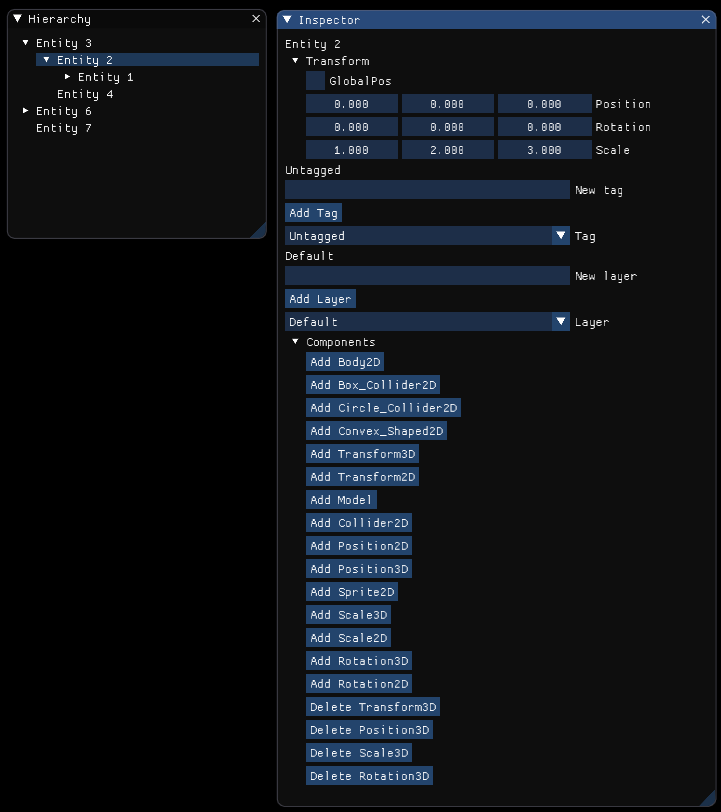 Hierarchy
Entity 3
Entity 2
Entity 1
Entity 4
Entity 6
Entity 7
Inspector
Entity 2
Transform
GlobalPos
0.000 0.000 0.000 Position
0.000 0.000 0.000 Rotation
1.000 2.000 3.000 Scale
Untagged
New tag
Add Tag
Untagged Tag
Default
New layer
Add Layer
Default Layer
Components
Add Body2D
Add Box_Collider2D
Add Circle_Collider2D
Add Convex_Shaped2D
Add Transform3D
Add Transform2D
Add Model
Add Collider2D
Add Position2D
Add Position3D
Add Sprite2D
Add Scale3D
Add Scale2D
Add Rotation3D
Add Rotation2D
Delete Transform3D
Delete Position3D
Delete Scale3D
Delete Rotation3D